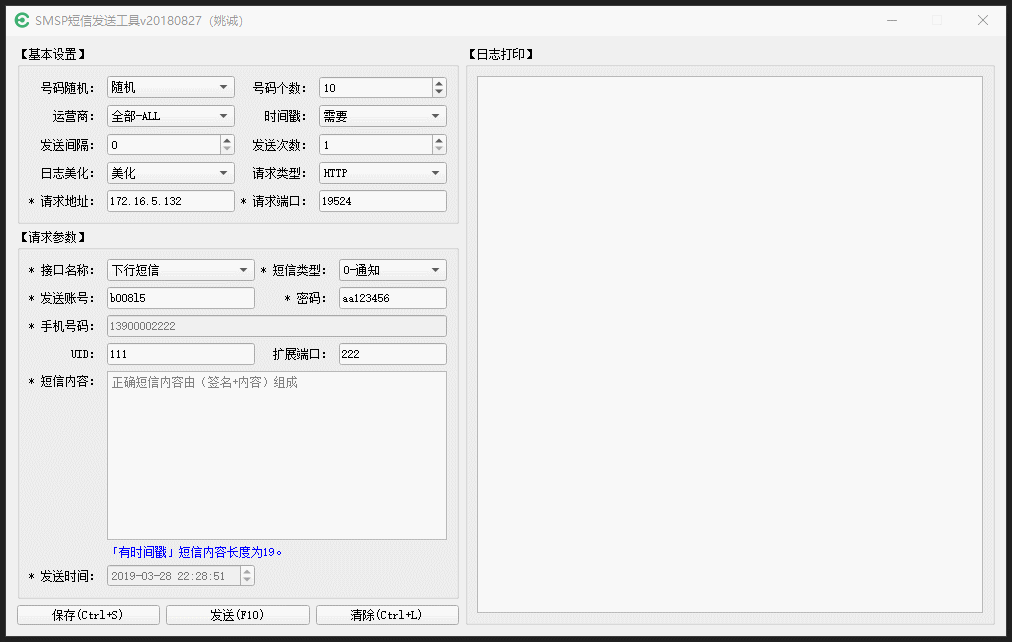 SMSP短信发送工具v20180827 (姚诚)
【基本设置】
号码随机: 随机 号码个数: 10
运营商: 全部-ALL 时间戳: 需要
发送间隔: 0 发送次数: 1
日志美化: 美化 请求类型: HTTP
* 请求地址: 172.16.5.132 * 请求端口: 19524
【请求参数】
* 接口名称: 下行短信 * 短信类型: 0-通知
* 发送账号: b008l5 * 密码: aa123456
* 手机号码: 13900002222
UID: 111 扩展端口: 222
* 短信内容: 正确短信内容由（签名+内容）组成
「有时间戳」短信内容长度为19。
* 发送时间: 2019-03-28 22:28:51
保存(Ctrl+S) 发送(F10) 清除(Ctrl+L)
【日志打印】